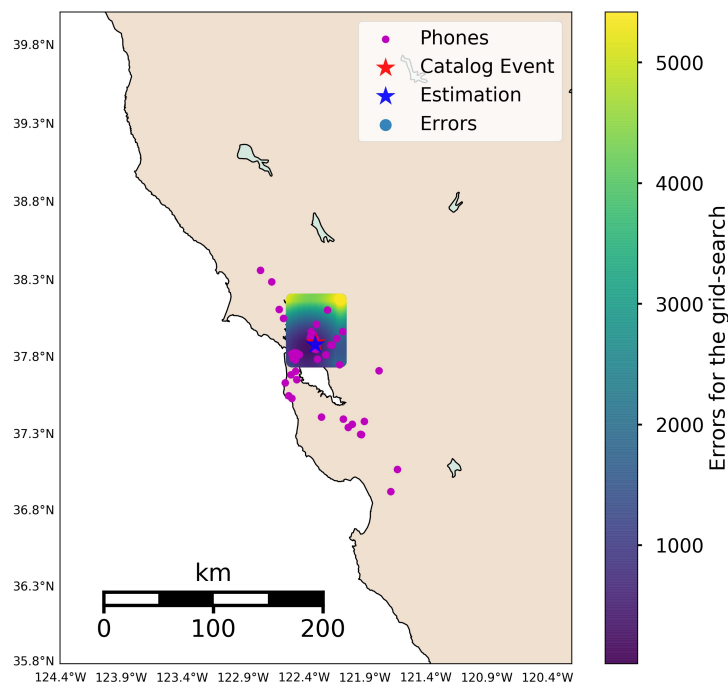 Phones
Catalog Event
Estimation
Errors
39.8°N
39.3°N
38.8°N
38.3°N
37.8°N
37.3°N
36.8°N
36.3°N
35.8°N
km
0 100 200
124.4°W 123.9°W 123.4°W 122.9°W 122.4°W 121.9°W 121.4°W 120.9°W 120.4°W
5000
4000
3000
2000
1000
Errors for the grid-search